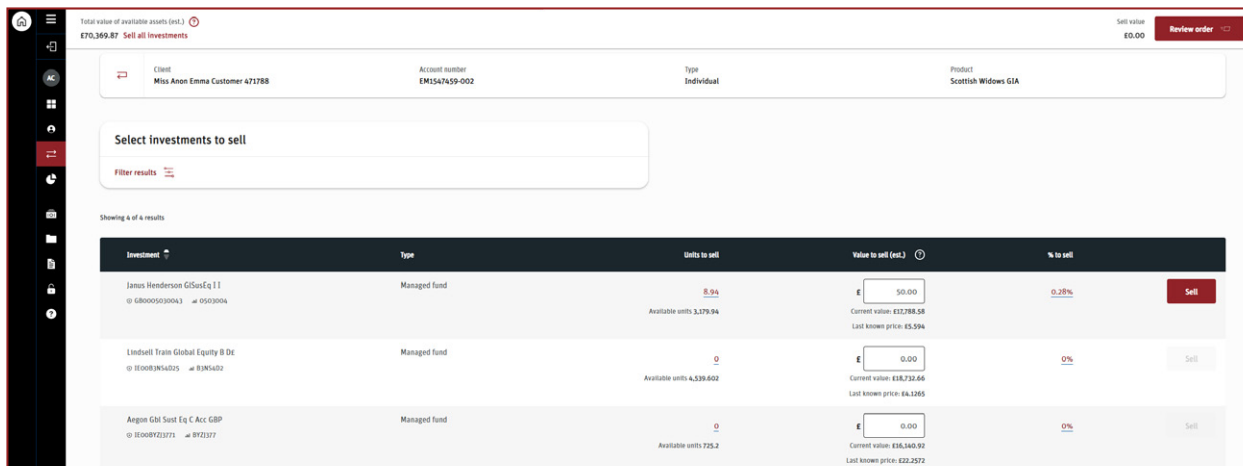 Total value of available assets (est.) ?
£70,369.87 Sell all investments
Sell value
£0.00
Review order
AC
Client
Miss Anon Emma Customer 471788
Account number
EM1547459-002
Type
Individual
Product
Scottish Widows GIA
Select investments to sell
Filter results
Showing 4 of 4 results
Investment Type Units to sell Value to sell (est.) ? % to sell
Janus Henderson GlSusEq I I Managed fund 8.94 £ 50.00 0.28% Sell
GB0005030043 0503004 Available units 3,179.94 Current value: £17,788.58
Last known price: £5.594
Lindsell Train Global Equity B D£ Managed fund 0 £ 0.00 0% Sell
IE00B3NS4D25 B3NS4D2 Available units 4,539.602 Current value: £18,732.66
Last known price: £4.1265
Aegon Gbl Sust Eq C Acc GBP Managed fund 0 £ 0.00 0% Sell
IE00BYZJ3771 BYZJ377 Available units 725.2 Current value: £16,140.92
Last known price: £22.2572